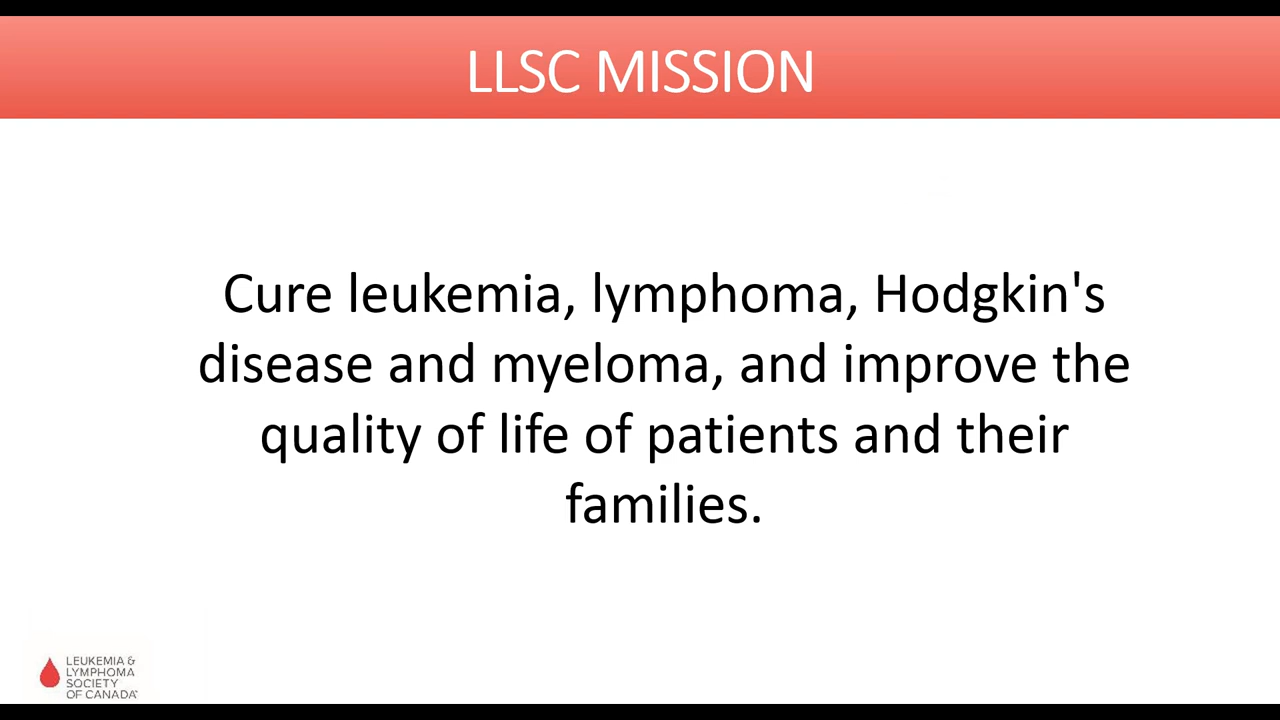 LLSC MISSION
Cure leukemia, lymphoma, Hodgkin's
disease and myeloma, and improve the
quality of life of patients and their
families.
LEUKEMIA &
LYMPHOMA
SOCIETY
OF CANADA